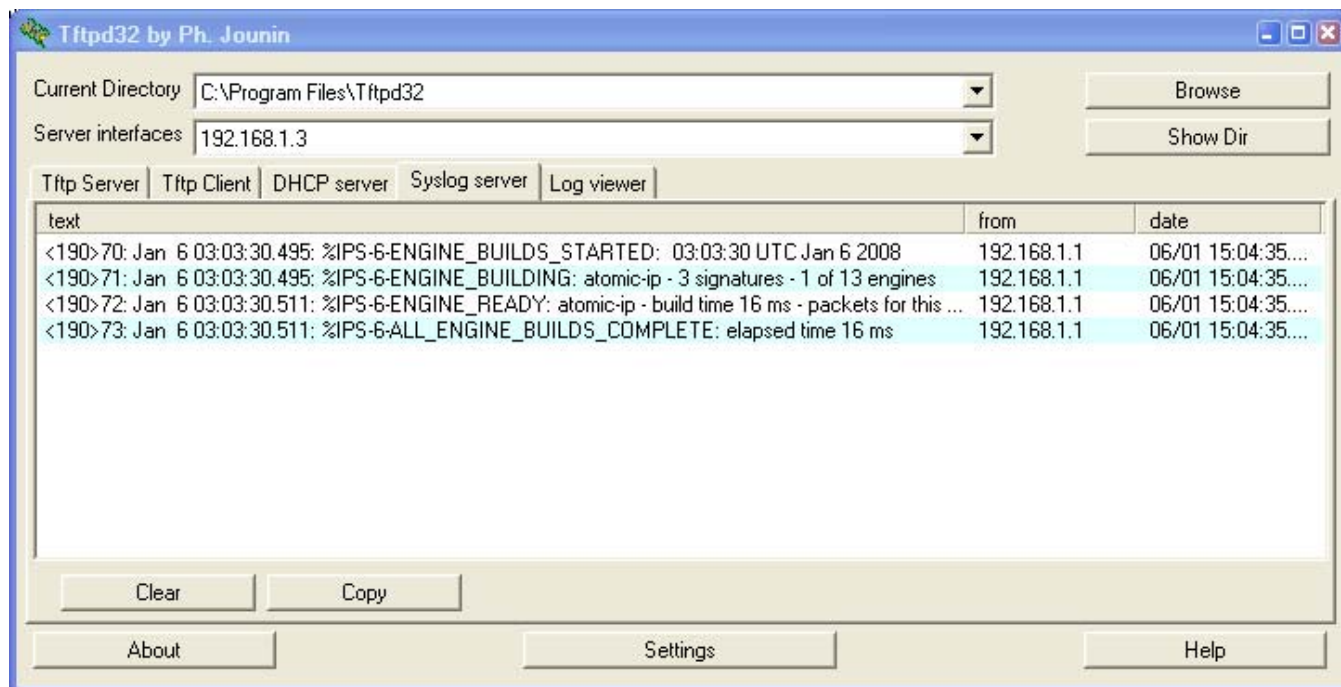 Tftpd32 by Ph. Jounin
Current Directory C:\Program Files\Tftpd32 Browse
Server interfaces 192.168.1.3 Show Dir
Tftp Server Tftp Client DHCP server Syslog server Log viewer
text from date
<190>70: Jan 6 03:03:30.495: %IPS-6-ENGINE_BUILDS_STARTED: 03:03:30 UTC Jan 6 2008 192.168.1.1 06/01 15:04:35....
<190>71: Jan 6 03:03:30.495: %IPS-6-ENGINE_BUILDING: atomic-ip - 3 signatures - 1 of 13 engines 192.168.1.1 06/01 15:04:35....
<190>72: Jan 6 03:03:30.511: %IPS-6-ENGINE_READY: atomic-ip - build time 16 ms - packets for this ... 192.168.1.1 06/01 15:04:35....
<190>73: Jan 6 03:03:30.511: %IPS-6-ALL_ENGINE_BUILDS_COMPLETE: elapsed time 16 ms 192.168.1.1 06/01 15:04:35....
Clear Copy
About Settings Help